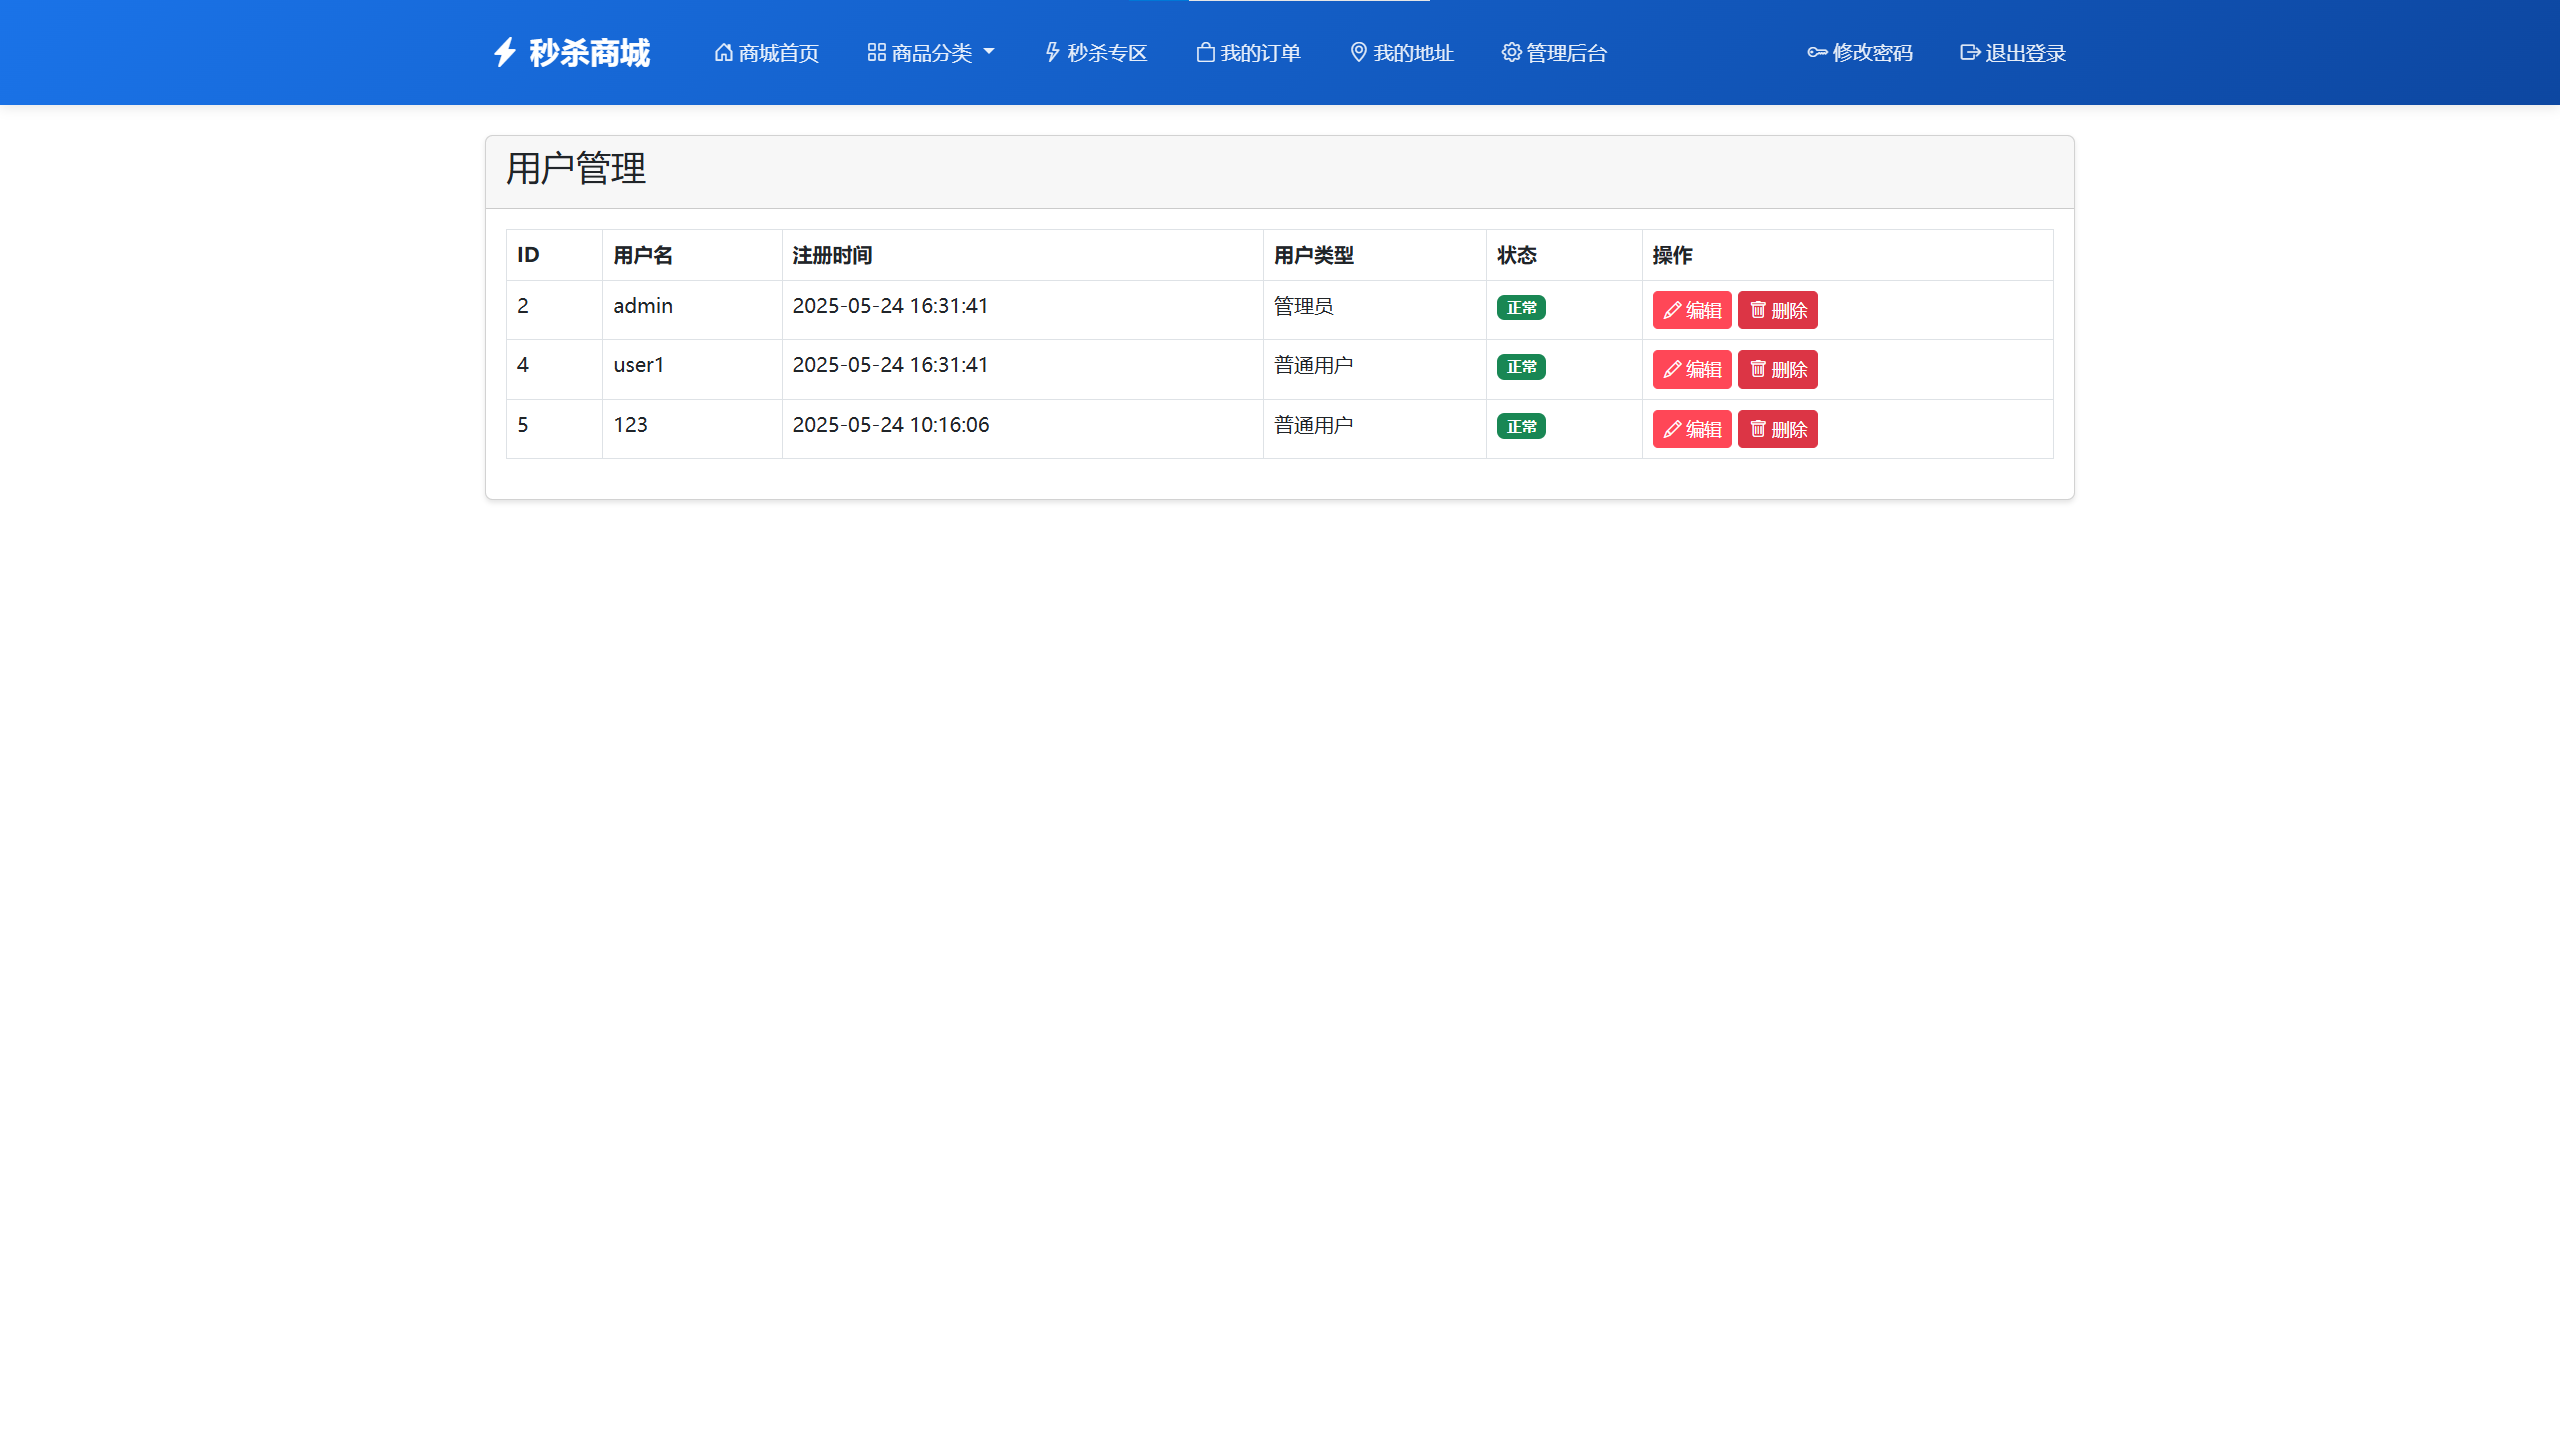 秒杀商城 商城首页 商品分类 秒杀专区 我的订单 我的地址 管理后台 修改密码 退出登录
用户管理
ID 用户名 注册时间 用户类型 状态 操作
2 admin 2025-05-24 16:31:41 管理员 正常 编辑 删除
4 user1 2025-05-24 16:31:41 普通用户 正常 编辑 删除
5 123 2025-05-24 10:16:06 普通用户 正常 编辑 删除